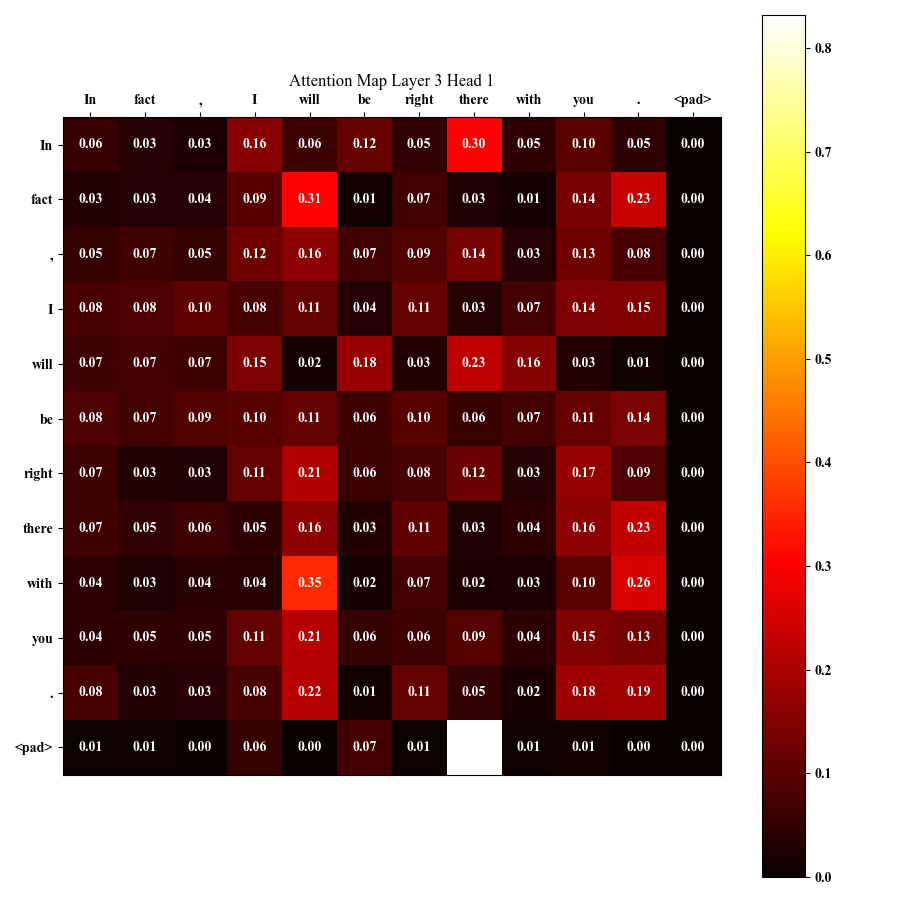 Attention Map Layer 3 Head 1
In fact , I will be right there with you . <pad>
In 0.06 0.03 0.03 0.16 0.06 0.12 0.05 0.30 0.05 0.10 0.05 0.00
fact 0.03 0.03 0.04 0.09 0.31 0.01 0.07 0.03 0.01 0.14 0.23 0.00
, 0.05 0.07 0.05 0.12 0.16 0.07 0.09 0.14 0.03 0.13 0.08 0.00
I 0.08 0.08 0.10 0.08 0.11 0.04 0.11 0.03 0.07 0.14 0.15 0.00
will 0.07 0.07 0.07 0.15 0.02 0.18 0.03 0.23 0.16 0.03 0.01 0.00
be 0.08 0.07 0.09 0.10 0.11 0.06 0.10 0.06 0.07 0.11 0.14 0.00
right 0.07 0.03 0.03 0.11 0.21 0.06 0.08 0.12 0.03 0.17 0.09 0.00
there 0.07 0.05 0.06 0.05 0.16 0.03 0.11 0.03 0.04 0.16 0.23 0.00
with 0.04 0.03 0.04 0.04 0.35 0.02 0.07 0.02 0.03 0.10 0.26 0.00
you 0.04 0.05 0.05 0.11 0.21 0.06 0.06 0.09 0.04 0.15 0.13 0.00
. 0.08 0.03 0.03 0.08 0.22 0.01 0.11 0.05 0.02 0.18 0.19 0.00
<pad> 0.01 0.01 0.00 0.06 0.00 0.07 0.01 0.01 0.01 0.00 0.00
0.8
0.7
0.6
0.5
0.4
0.3
0.2
0.1
0.0